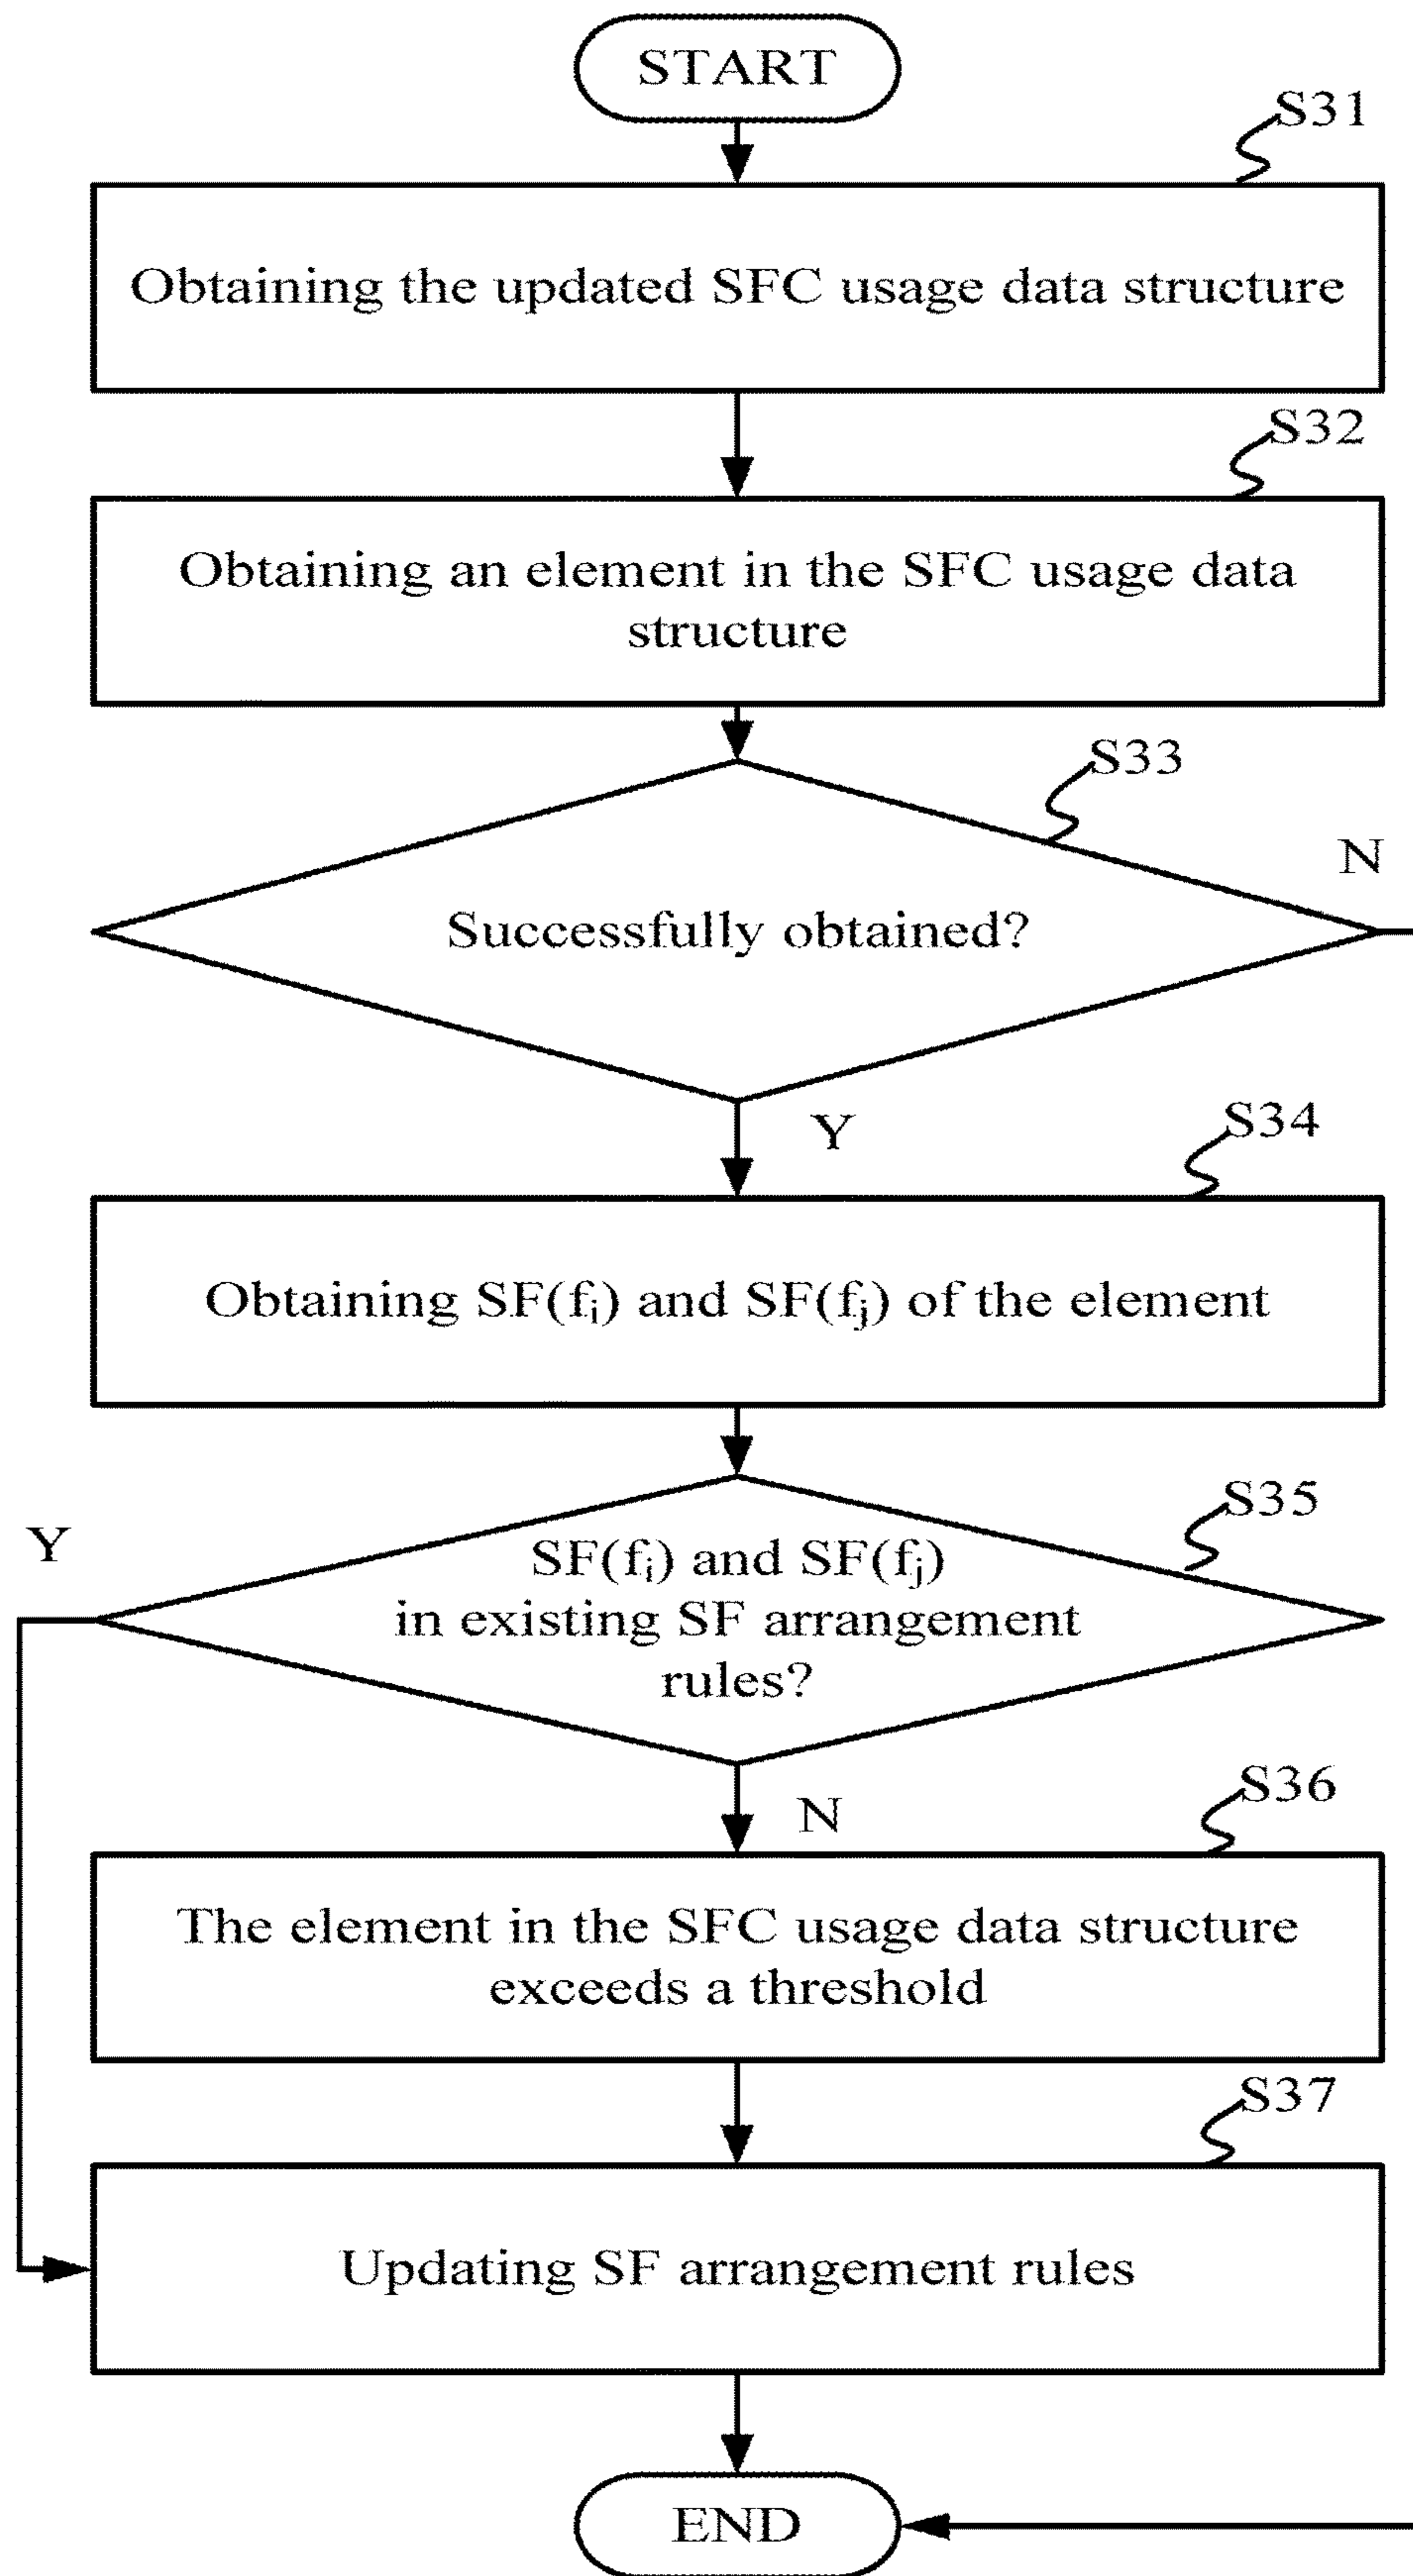 START
S31
Obtaining the updated SFC usage data structure
S32
Obtaining an element in the SFC usage data
structure
S33
N
Successfully obtained?
Y
S34
Obtaining SF(fi) and SF(fj) of the element
S35
Y
SF(fi) and SF(fj)
in existing SF arrangement
rules?
S36
N
The element in the SFC usage data structure
exceeds a threshold
S37
Updating SF arrangement rules
END